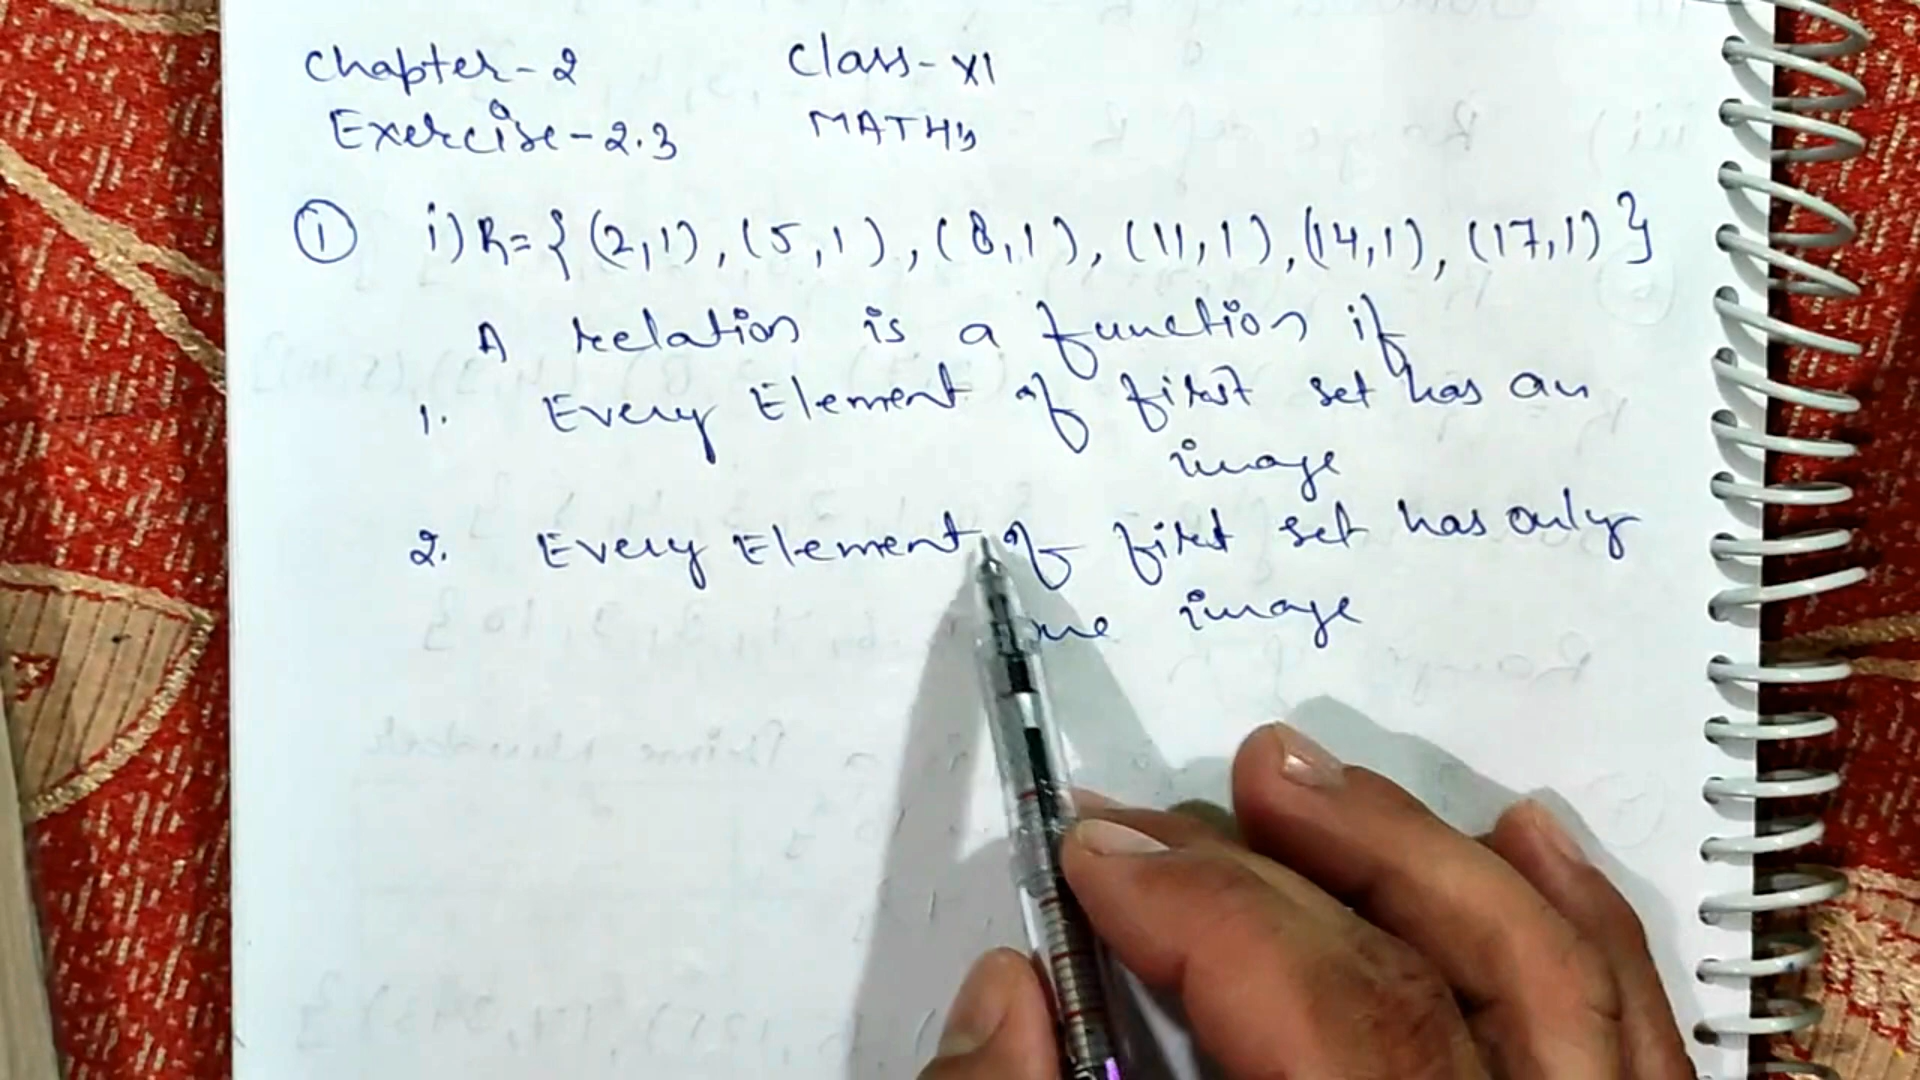 Chapter-2 Class-XI
Exercise-2.3 MATHs
① i) R={(2,1), (5,1), (8,1), (11,1), (14,1), (17,1)}
A relation is a function if
1. Every Element of first set has an
image
2. Every Element of first set has only
one image